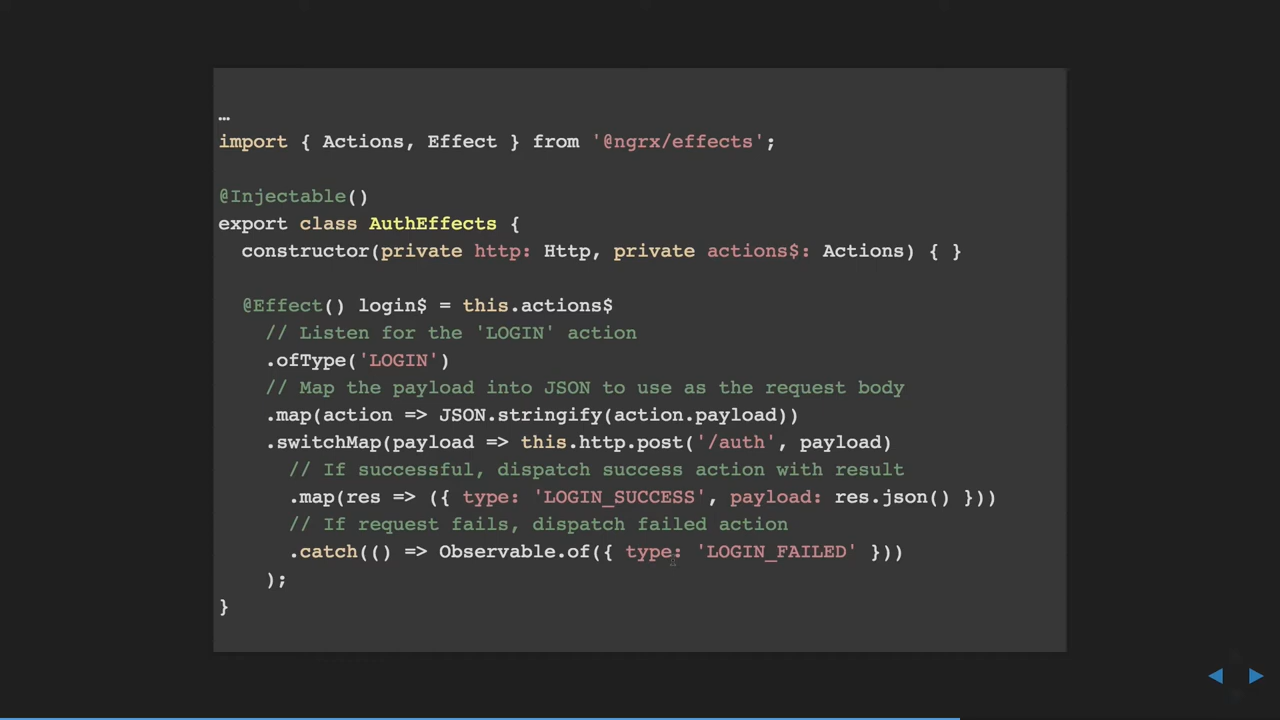 …
import { Actions, Effect } from '@ngrx/effects';
@Injectable()
export class AuthEffects {
constructor(private http: Http, private actions$: Actions) { }
@Effect() login$ = this.actions$
// Listen for the 'LOGIN' action
.ofType('LOGIN')
// Map the payload into JSON to use as the request body
.map(action => JSON.stringify(action.payload))
.switchMap(payload => this.http.post('/auth', payload)
// If successful, dispatch success action with result
.map(res => ({ type: 'LOGIN_SUCCESS', payload: res.json() }))
// If request fails, dispatch failed action
.catch(() => Observable.of({ type: 'LOGIN_FAILED' }))
);
}